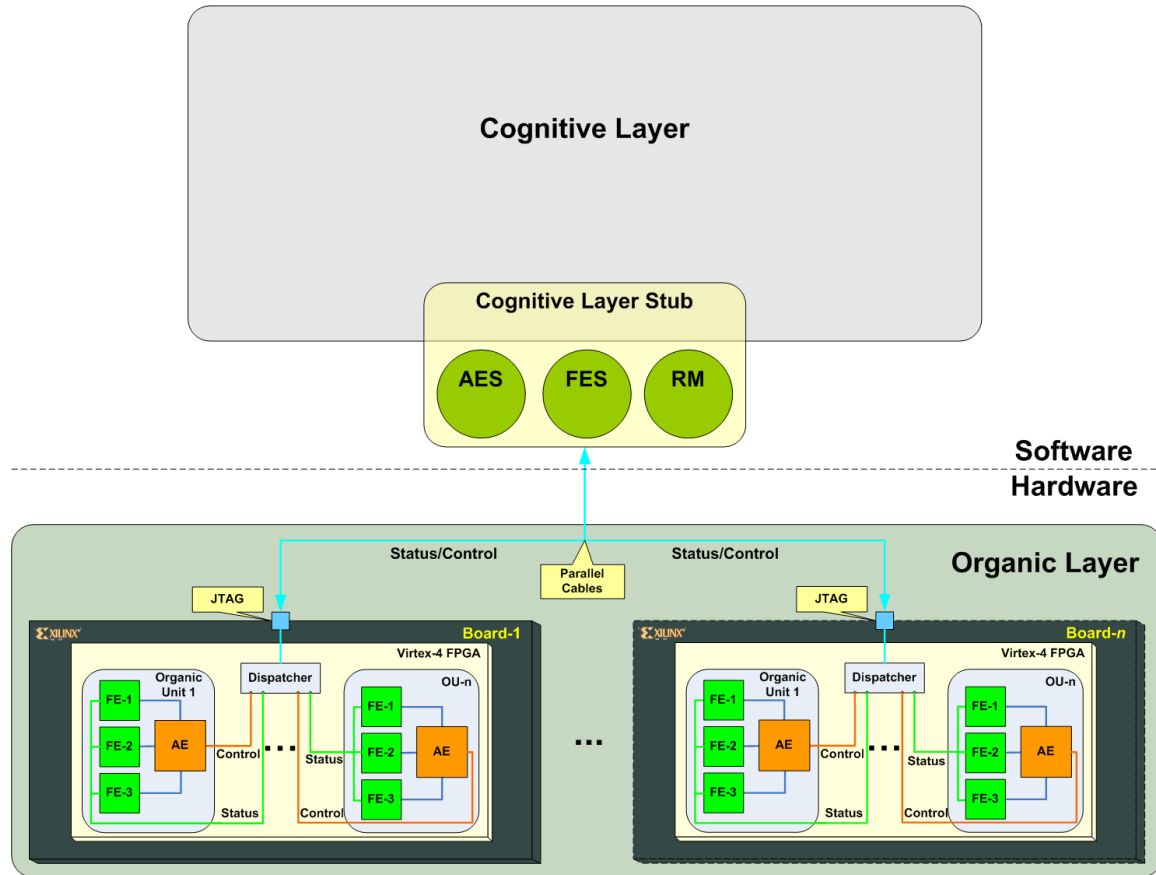 Cognitive Layer
Cognitive Layer Stub
AES
FES
RM
Software
Hardware
Status/Control
Status/Control
Organic Layer
Parallel
Cables
JTAG
JTAG
XILINX
Board-1
Virtex-4 FPGA
Organic
Unit 1
Dispatcher
OU-n
FE-1
FE-2
FE-3
AE
Control
...
Status
FE-1
FE-2
FE-3
AE
Status
Control
...
XILINX
Board-n
Virtex-4 FPGA
Organic
Unit 1
Dispatcher
OU-n
FE-1
FE-2
FE-3
AE
Control
...
Status
FE-1
FE-2
FE-3
AE
Status
Control